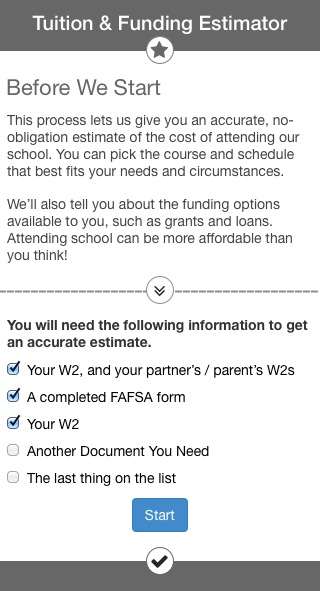 Tuition & Funding Estimator
Before We Start
This process lets us give you an accurate, no-
obligation estimate of the cost of attending our
school. You can pick the course and schedule
that best fits your needs and circumstances.
We’ll also tell you about the funding options
available to you, such as grants and loans.
Attending school can be more affordable than
you think!
You will need the following information to get
an accurate estimate.
Your W2, and your partner’s / parent’s W2s
A completed FAFSA form
Your W2
Another Document You Need
The last thing on the list
Start